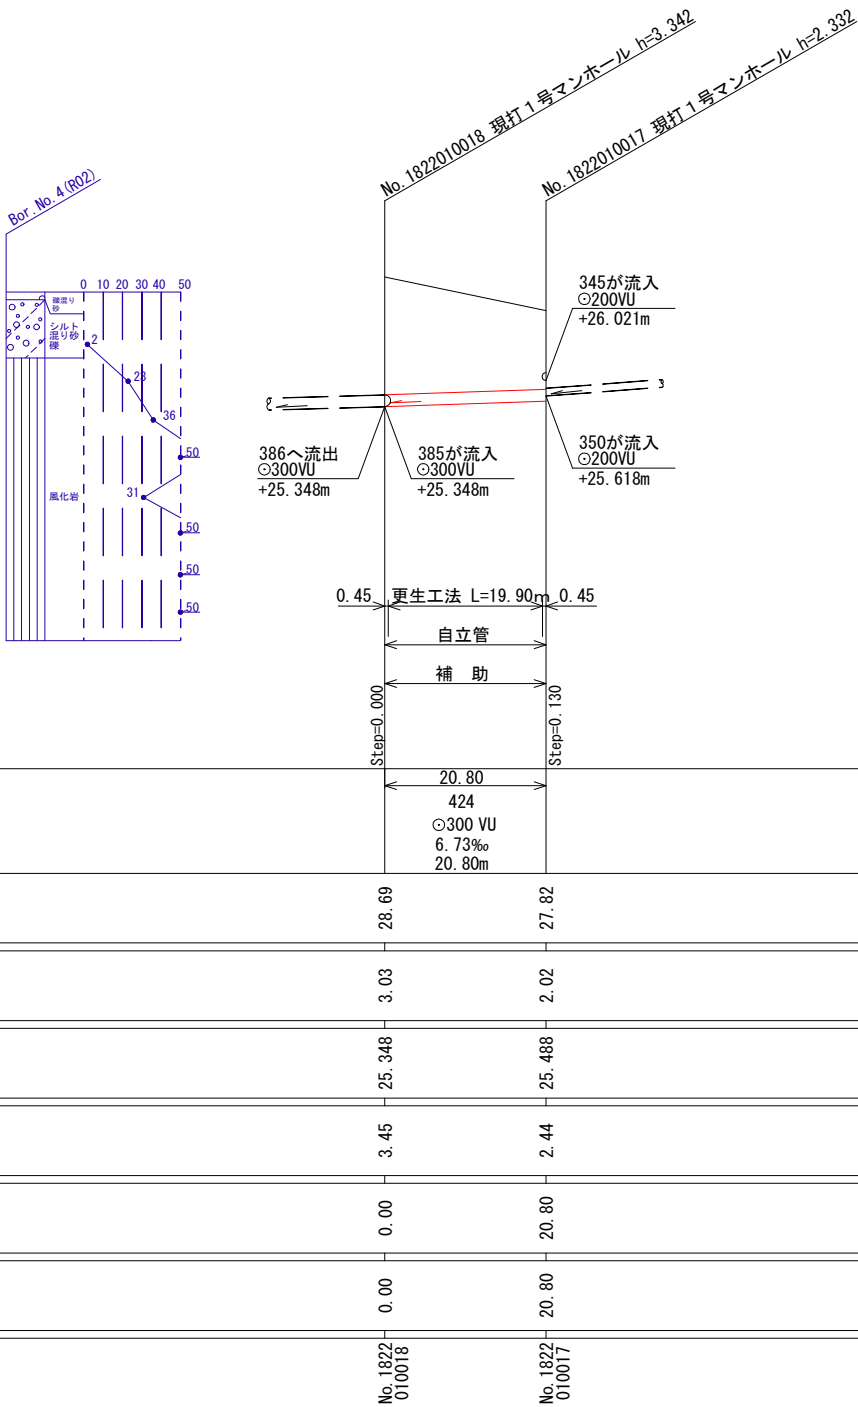 No.1822010018 現打1号マンホール h=3.342
No.1822010017 現打1号マンホール h=2.332
Bor.No.4(R02)
0 10 20 30 40 50
礫混り
砂
シルト
混り砂
礫
2
23
36
50
風化岩
31
50
50
50
345が流入
⊙200VU
+26.021m
386へ流出
⊙300VU
+25.348m
385が流入
⊙300VU
+25.348m
350が流入
⊙200VU
+25.618m
0.45 更生工法 L=19.90m 0.45
自立管
補 助
Step=0.000
Step=0.130
20.80
424
⊙300 VU
6.73‰
20.80m
28.69 27.82
3.03 2.02
25.348 25.488
3.45 2.44
0.00 20.80
0.00 20.80
No.1822
010018
No.1822
010017